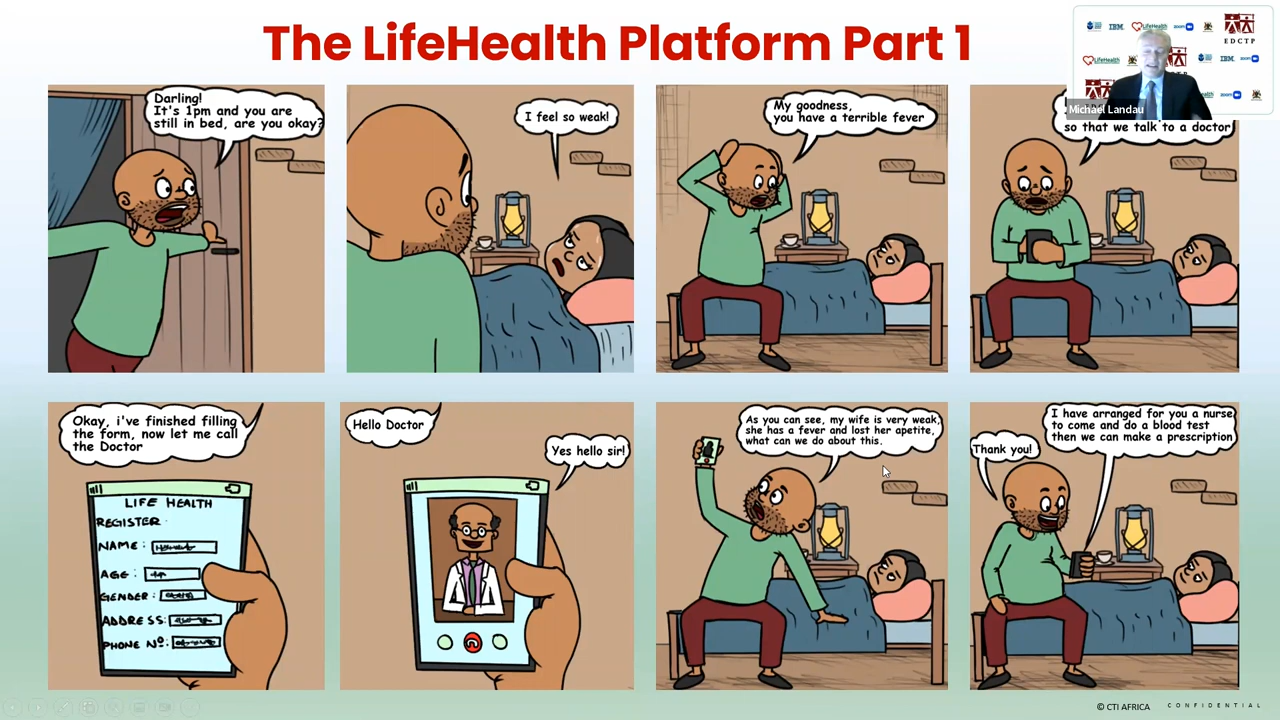 The LifeHealth Platform Part 1
EDCTP
LifeHealth
IBM
zoom
Michael Landau
Darling!
It's 1pm and you are
still in bed, are you okay?
I feel so weak!
My goodness,
you have a terrible fever
so that we talk to a doctor
Okay, i've finished filling
the form, now let me call
the Doctor
LIFE HEALTH
REGISTER
NAME:
AGE:
GENDER:
ADDRESS:
PHONE Nº:
Hello Doctor
Yes hello sir!
As you can see, my wife is very weak,
she has a fever and lost her apetite,
what can we do about this.
I have arranged for you a nurse
to come and do a blood test
then we can make a prescription
Thank you!
© CTI AFRICA CONFIDENTIAL